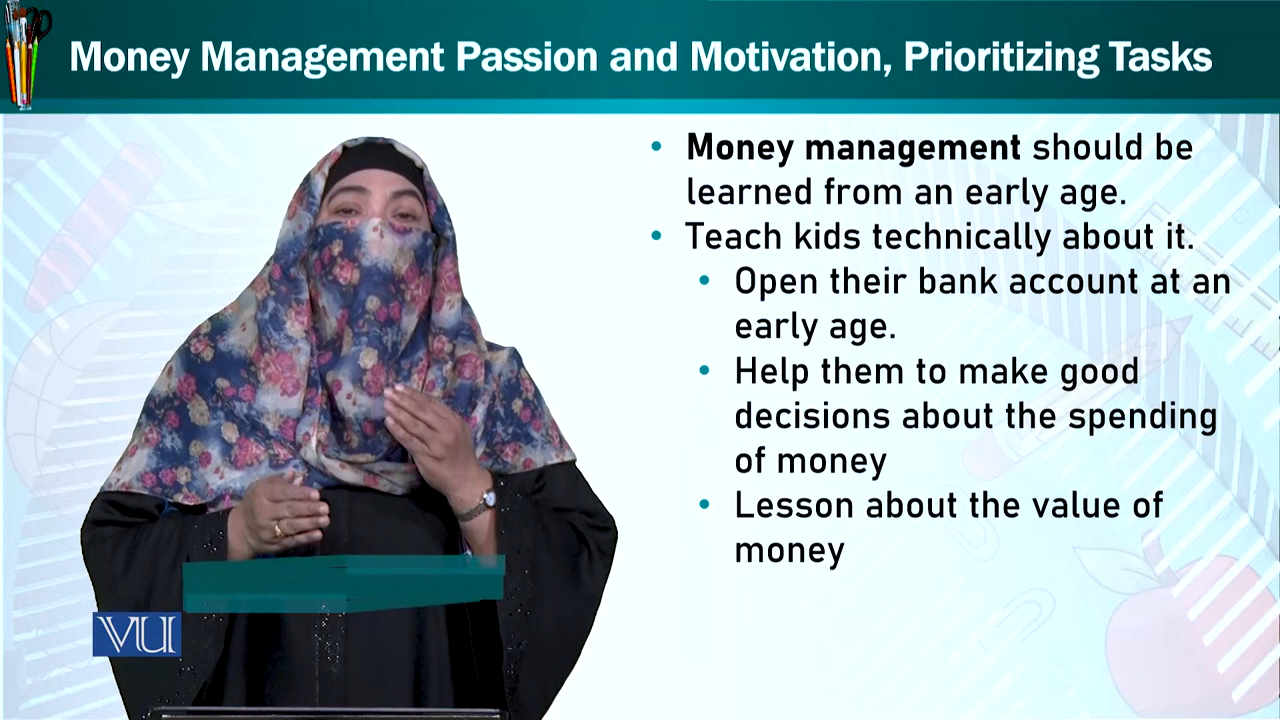 Money Management Passion and Motivation, Prioritizing Tasks
• Money management should be
learned from an early age.
• Teach kids technically about it.
• Open their bank account at an
early age.
• Help them to make good
decisions about the spending
of money
• Lesson about the value of
money
VU